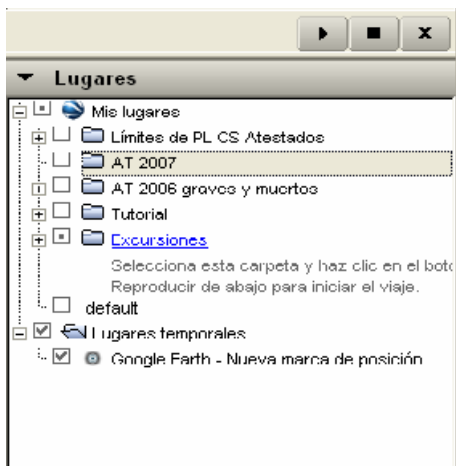 Lugares
Mis lugares
Límites de PL CS Atestados
AT 2007
AT 2006 graves y muertos
Tutorial
Excursiones
Selecciona esta carpeta y haz clic en el bot
Reproducir de abajo para iniciar el viaje.
default
Lugares temporales
Google Earth - Nueva marca de posición